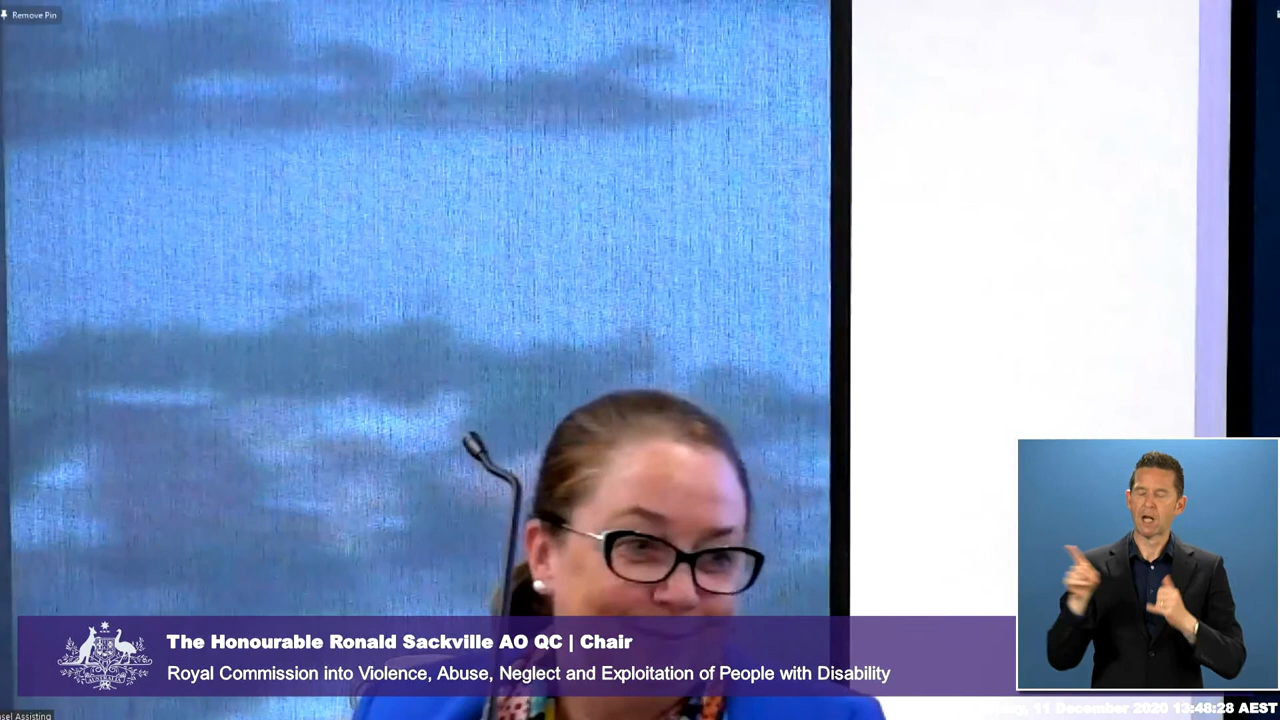 Remove Pin
The Honourable Ronald Sackville AO QC | Chair
Royal Commission into Violence, Abuse, Neglect and Exploitation of People with Disability
AUSTRALIA
Assisting
11 December 2020 13:48:28 AEST